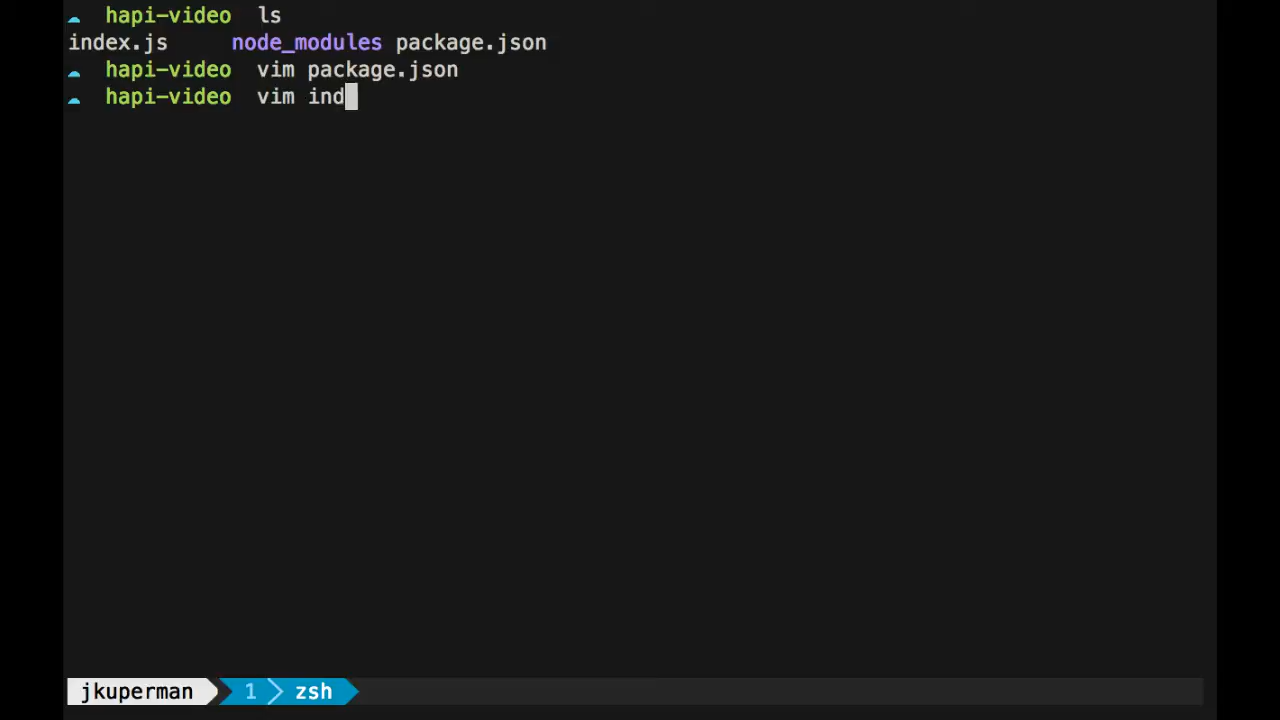 ☁ hapi-video ls
index.js node_modules package.json
☁ hapi-video vim package.json
☁ hapi-video vim ind
jkuperman 1 zsh